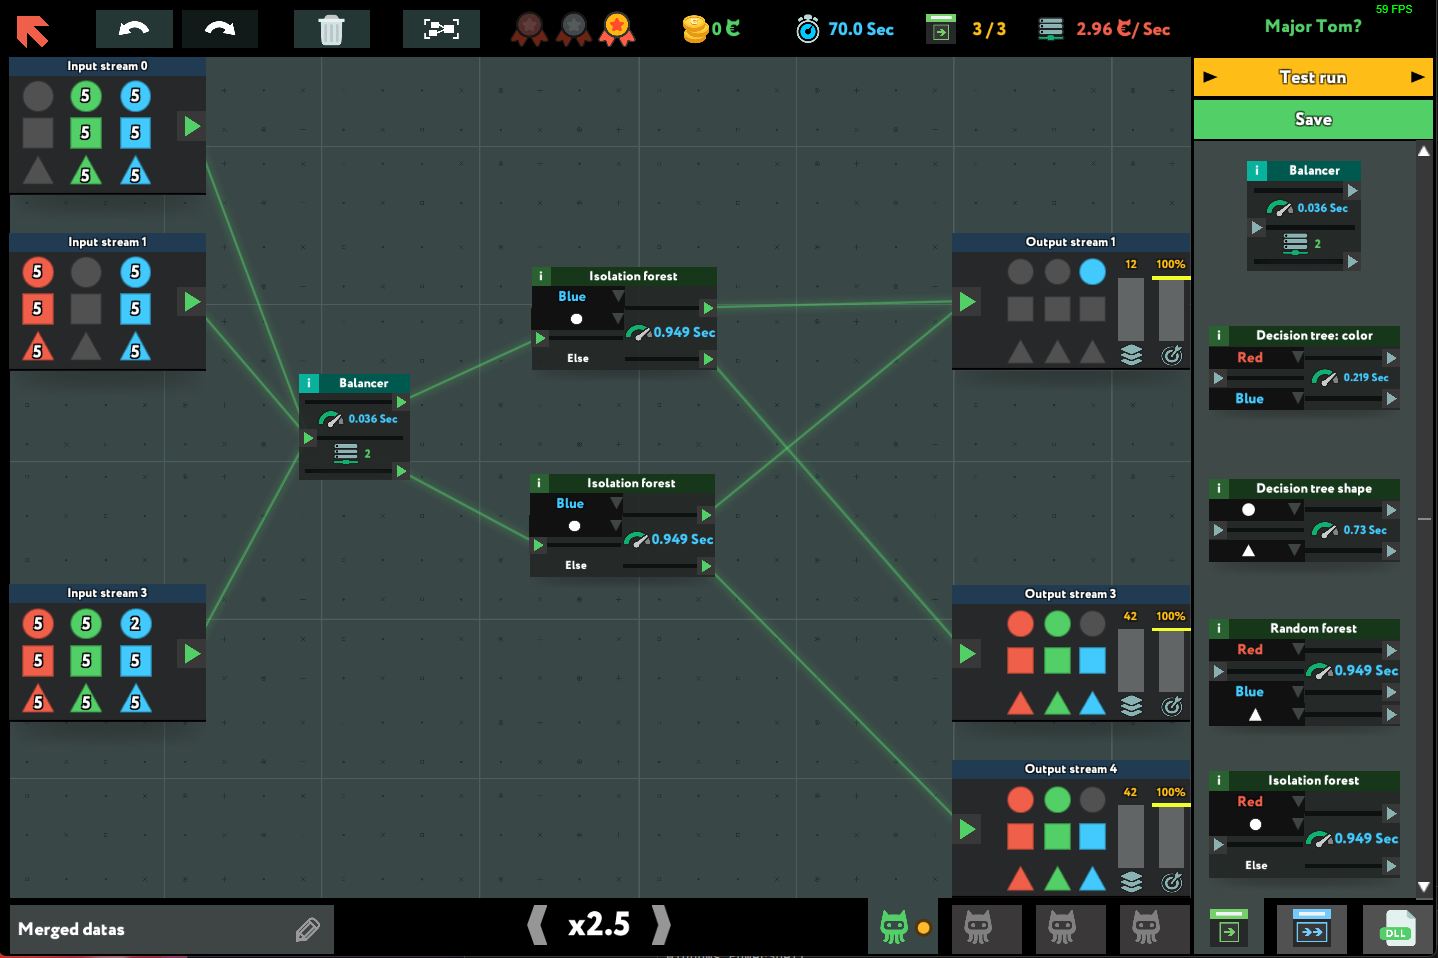 59 FPS
0 €
70.0 Sec
3 / 3
2.96 €/ Sec
Major Tom?
Test run
Save
Input stream 0
5 5
5 5
5 5
Input stream 1
5 5
5 5
5 5
Input stream 3
5 5 2
5 5 5
5 5 5
Balancer
0.036 Sec
2
Isolation forest
Blue
0.949 Sec
Else
Isolation forest
Blue
0.949 Sec
Else
Output stream 1
12 100%
Output stream 3
42 100%
Output stream 4
42 100%
Balancer
0.036 Sec
2
Decision tree: color
Red
0.219 Sec
Blue
Decision tree shape
0.73 Sec
Random forest
Red
0.949 Sec
Blue
Isolation forest
Red
0.949 Sec
Else
Merged datas
x2.5
DLL